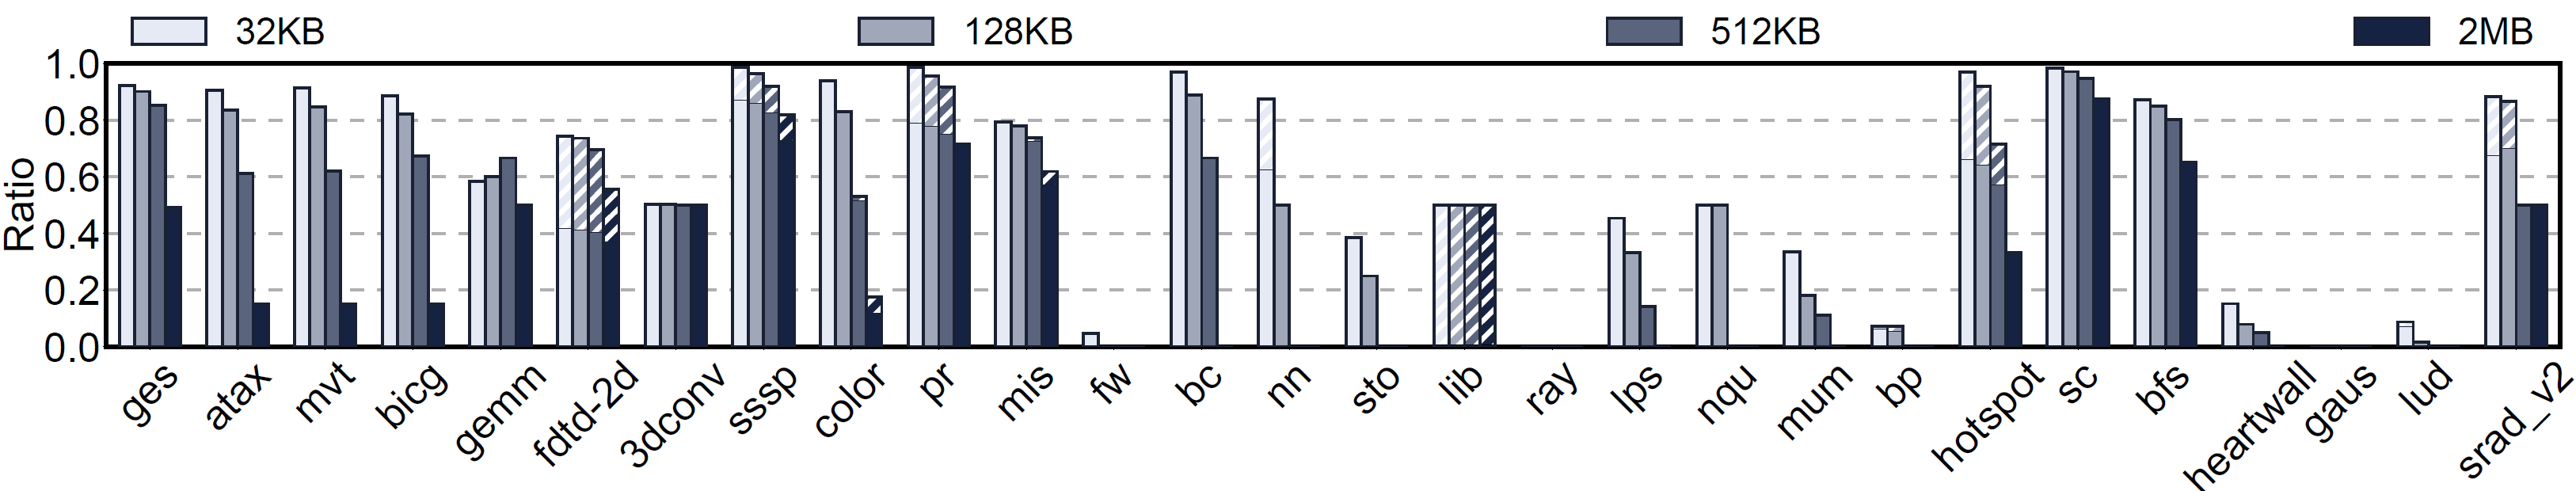 32KB 128KB 512KB 2MB
Ratio
1.0
0.8
0.6
0.4
0.2
0.0
ges atax mvt bicg gemm fdtd-2d 3dconv sssp color pr mis fw bc nn sto lib ray lps nqu mum bp hotspot sc bfs heartwall gaus lud srad_v2